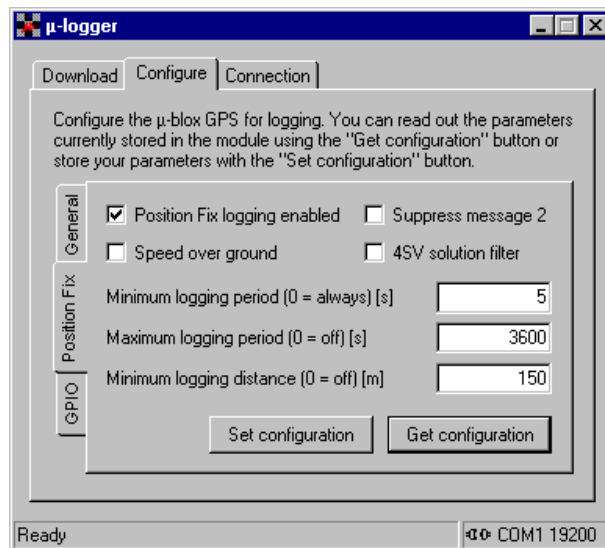 µ-logger
Download Configure Connection
Configure the µ-blox GPS for logging. You can read out the parameters
currently stored in the module using the "Get configuration" button or
store your parameters with the "Set configuration" button.
General
Position Fix
GPIO
Position Fix logging enabled Suppress message 2
Speed over ground 4SV solution filter
Minimum logging period (0 = always) [s] 5
Maximum logging period (0 = off) [s] 3600
Minimum logging distance (0 = off) [m] 150
Set configuration Get configuration
Ready COM1 19200